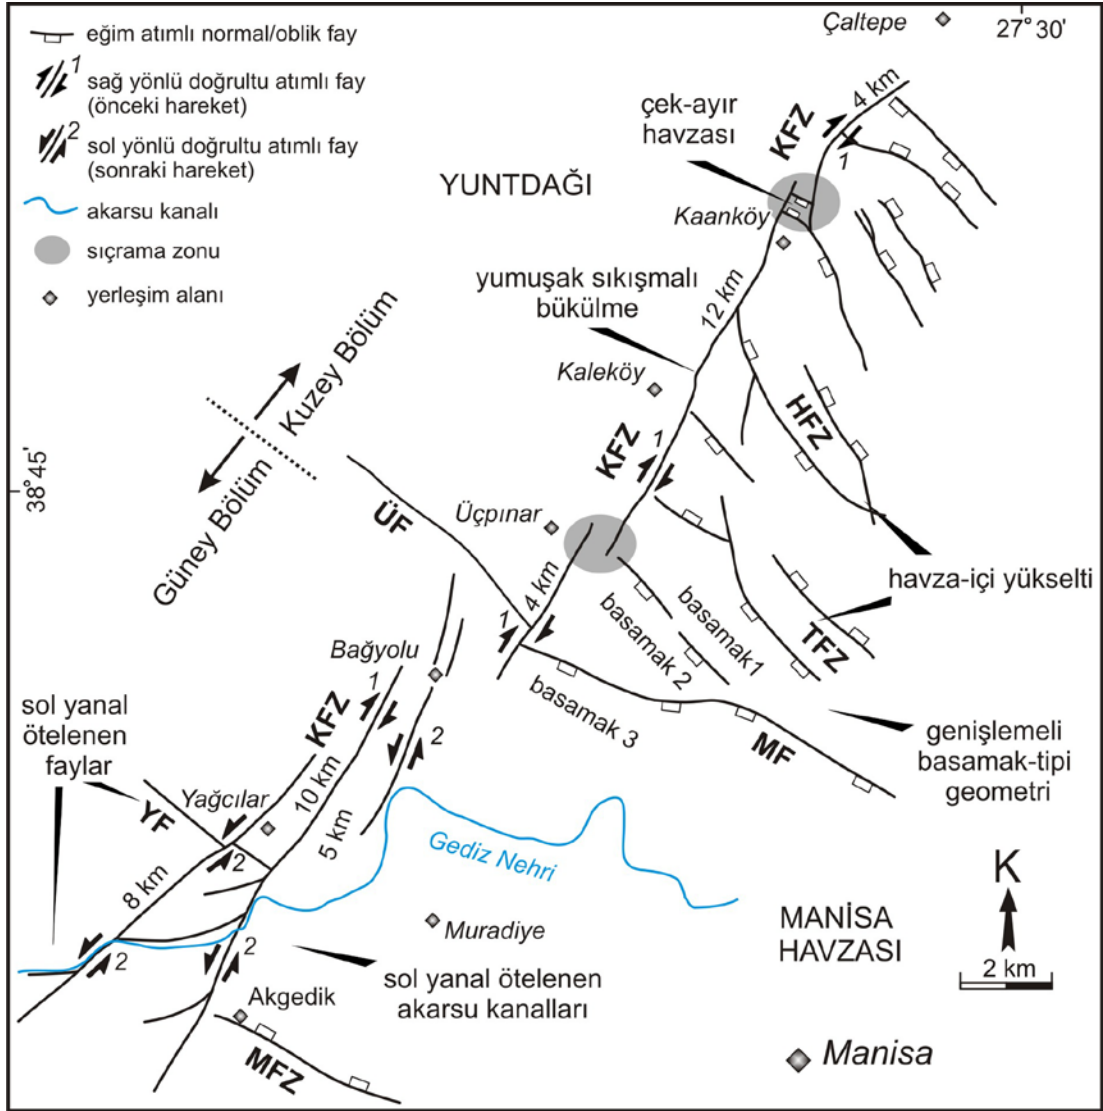 eğim atımlı normal/oblik fay
1
sağ yönlü doğrultu atımlı fay
(önceki hareket)
2
sol yönlü doğrultu atımlı fay
(sonraki hareket)
akarsu kanalı
sıçrama zonu
yerleşim alanı
Çaltepe
27°30'
4 km
KFZ
1
çek-ayır
havzası
YUNTDAĞI
Kaanköy
yumuşak sıkışmalı
bükülme
12 km
Kuzey Bölüm
Güney Bölüm
Kaleköy
HFZ
KFZ
1
38°45'
ÜF
Üçpınar
havza-içi yükselti
4 km
1
basamak 1
basamak 2
basamak 3
TFZ
MF
genişlemeli
basamak-tipi
geometri
Bağyolu
1
KFZ
2
sol yanal
ötelenen
faylar
YF
Yağcılar
10 km
5 km
2
8 km
Gediz Nehri
Muradiye
2
2
sol yanal ötelenen
akarsu kanalları
Akgedik
MFZ
MANİSA
HAVZASI
K
2 km
Manisa